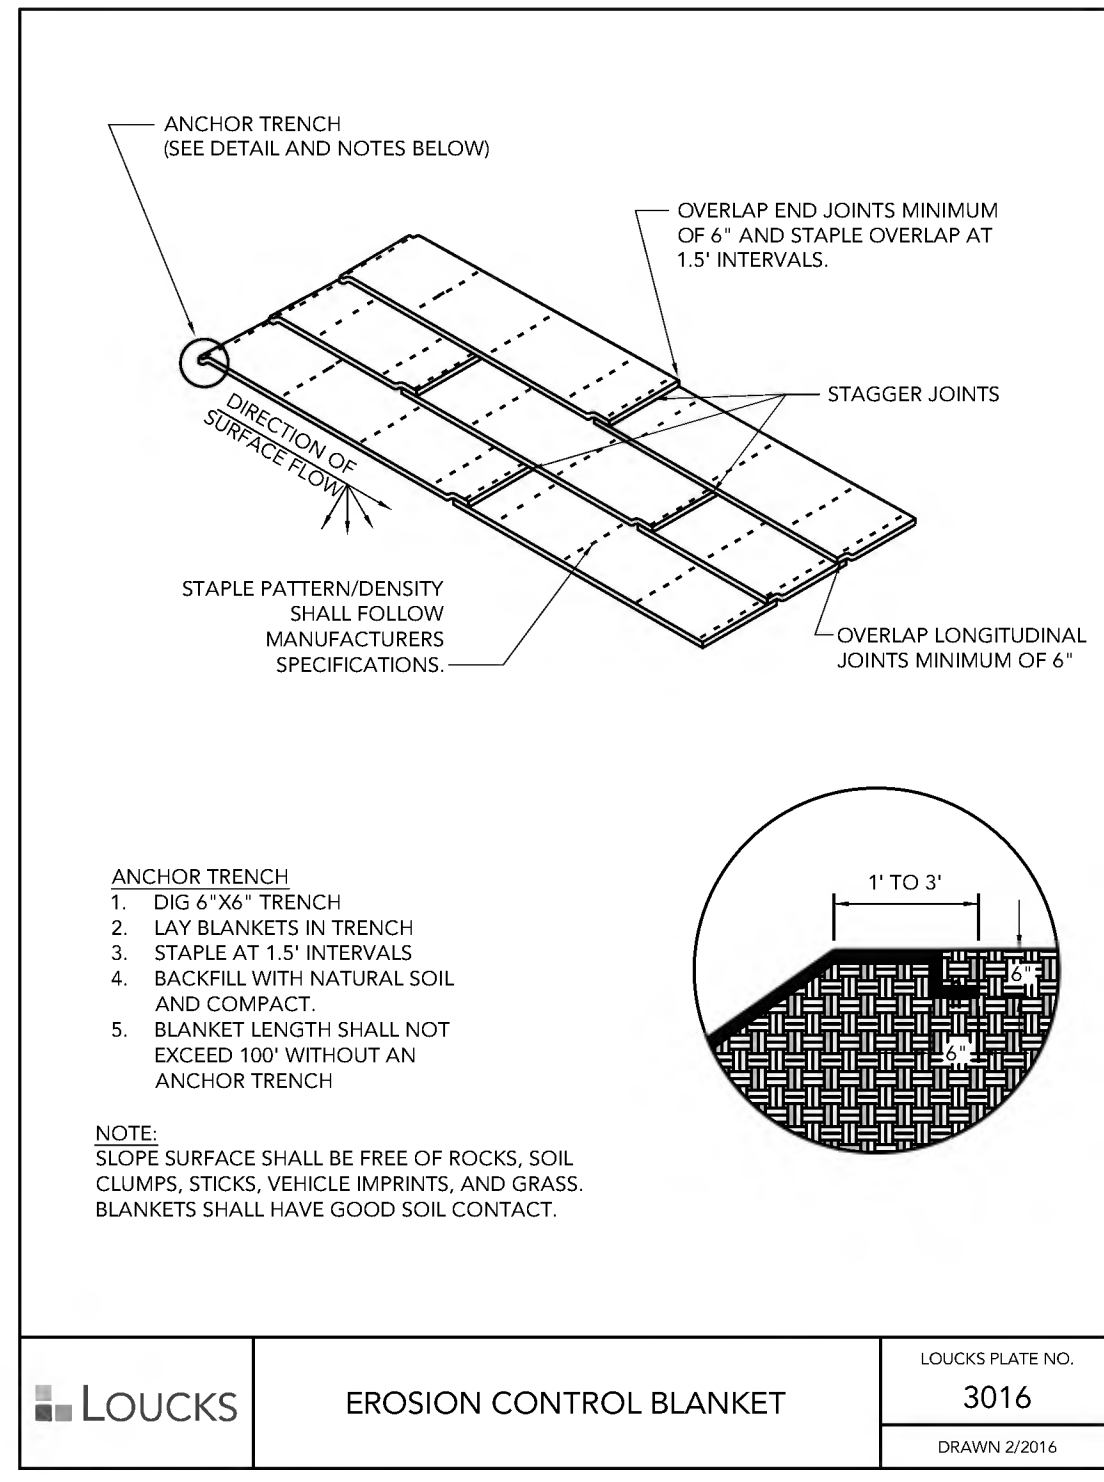 ANCHOR TRENCH
(SEE DETAIL AND NOTES BELOW)
OVERLAP END JOINTS MINIMUM
OF 6" AND STAPLE OVERLAP AT
1.5' INTERVALS.
STAGGER JOINTS
DIRECTION OF
SURFACE FLOW
STAPLE PATTERN/DENSITY
SHALL FOLLOW
MANUFACTURERS
SPECIFICATIONS.
OVERLAP LONGITUDINAL
JOINTS MINIMUM OF 6"
ANCHOR TRENCH
1. DIG 6"X6" TRENCH
2. LAY BLANKETS IN TRENCH
3. STAPLE AT 1.5' INTERVALS
4. BACKFILL WITH NATURAL SOIL
AND COMPACT.
5. BLANKET LENGTH SHALL NOT
EXCEED 100' WITHOUT AN
ANCHOR TRENCH
1' TO 3'
6"
6"
NOTE:
SLOPE SURFACE SHALL BE FREE OF ROCKS, SOIL
CLUMPS, STICKS, VEHICLE IMPRINTS, AND GRASS.
BLANKETS SHALL HAVE GOOD SOIL CONTACT.
LOUCKS
EROSION CONTROL BLANKET
LOUCKS PLATE NO.
3016
DRAWN 2/2016